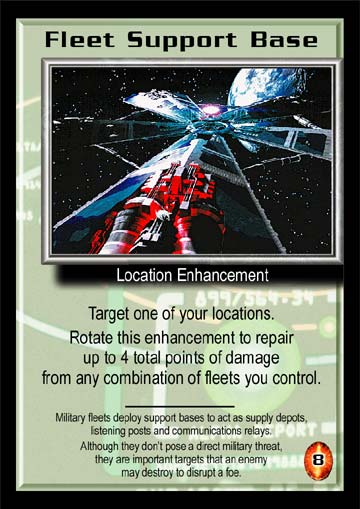 Fleet Support Base
Location Enhancement
Target one of your locations.
Rotate this enhancement to repair
up to 4 total points of damage
from any combination of fleets you control.
Military fleets deploy support bases to act as supply depots,
listening posts and communications relays.
Although they don't pose a direct military threat,
they are important targets that an enemy
may destroy to disrupt a foe.
8